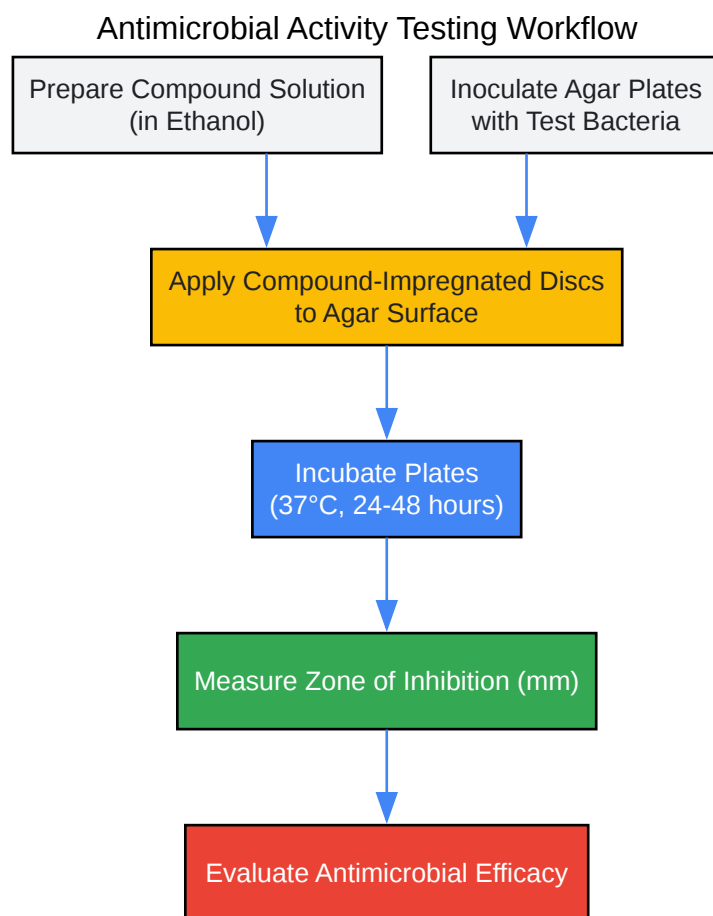 Antimicrobial Activity Testing Workflow
Prepare Compound Solution
(in Ethanol)
Inoculate Agar Plates
with Test Bacteria
Apply Compound-Impregnated Discs
to Agar Surface
Incubate Plates
(37°C, 24-48 hours)
Measure Zone of Inhibition (mm)
Evaluate Antimicrobial Efficacy